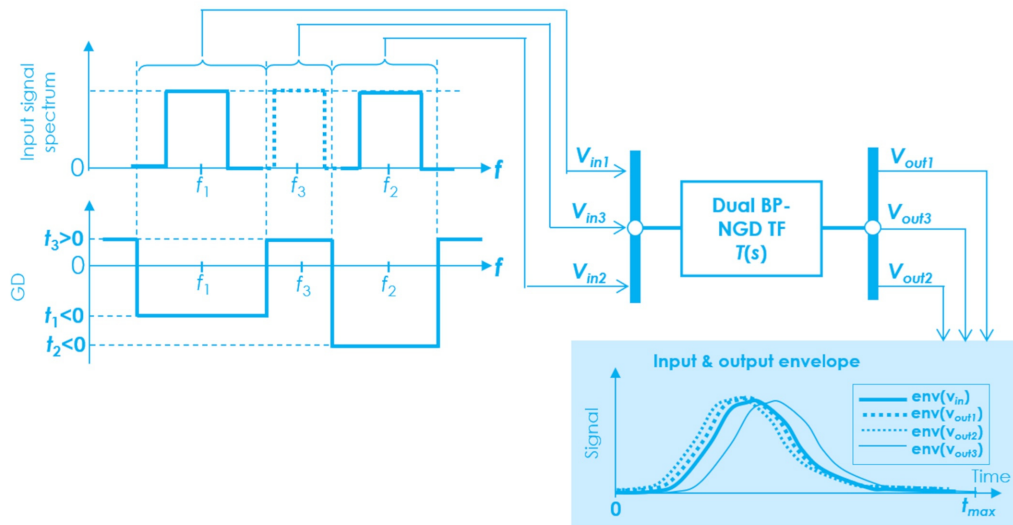 Input signal
spectrum
0
f1
f3
f2
f
GD
t3>0
0
t1<0
t2<0
f1
f3
f2
f
Vin1
Vin3
Vin2
Dual BP-
NGD TF
T(s)
Vout1
Vout3
Vout2
Input & output envelope
Signal
env(vin)
env(vout1)
env(vout2)
env(vout3)
Time
0
tmax